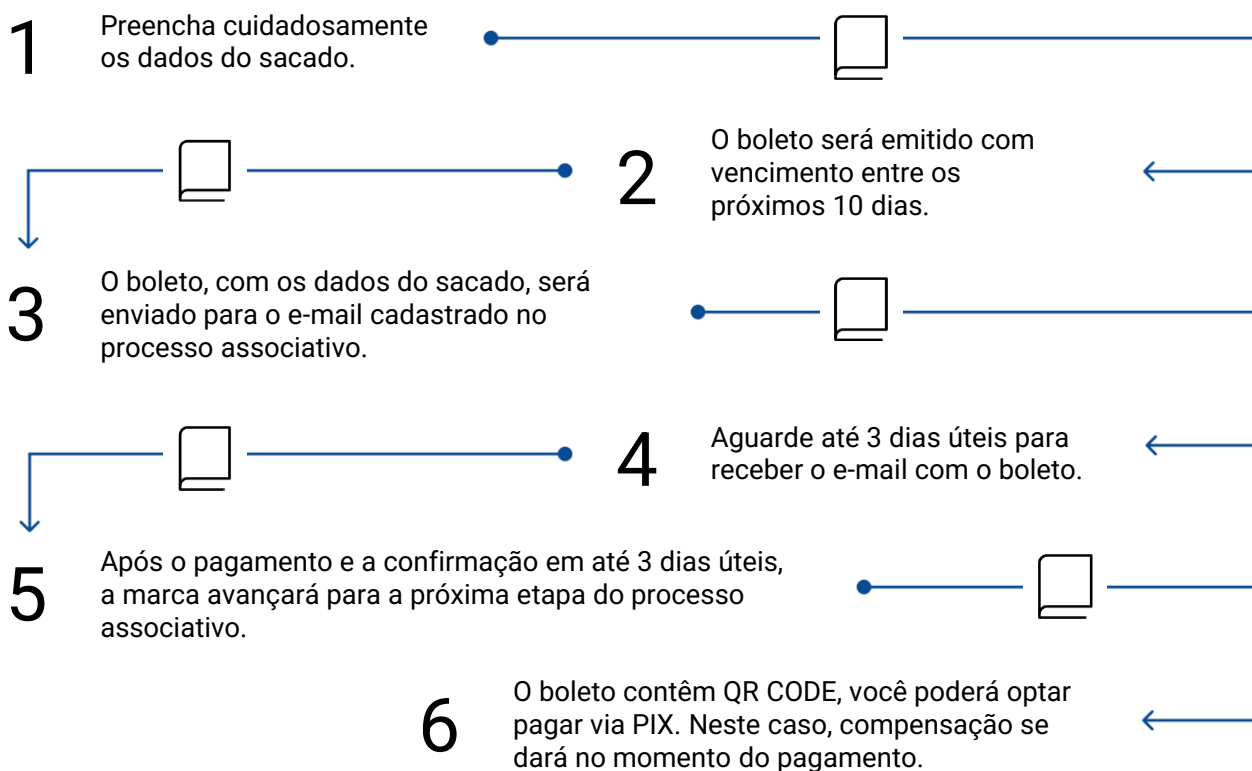 1
Preencha cuidadosamente
os dados do sacado.
2
O boleto será emitido com
vencimento entre os
próximos 10 dias.
3
O boleto, com os dados do sacado, será
enviado para o e-mail cadastrado no
processo associativo.
4
Aguarde até 3 dias úteis para
receber o e-mail com o boleto.
5
Após o pagamento e a confirmação em até 3 dias úteis,
a marca avançará para a próxima etapa do processo
associativo.
6
O boleto contêm QR CODE, você poderá optar
pagar via PIX. Neste caso, compensação se
dará no momento do pagamento.